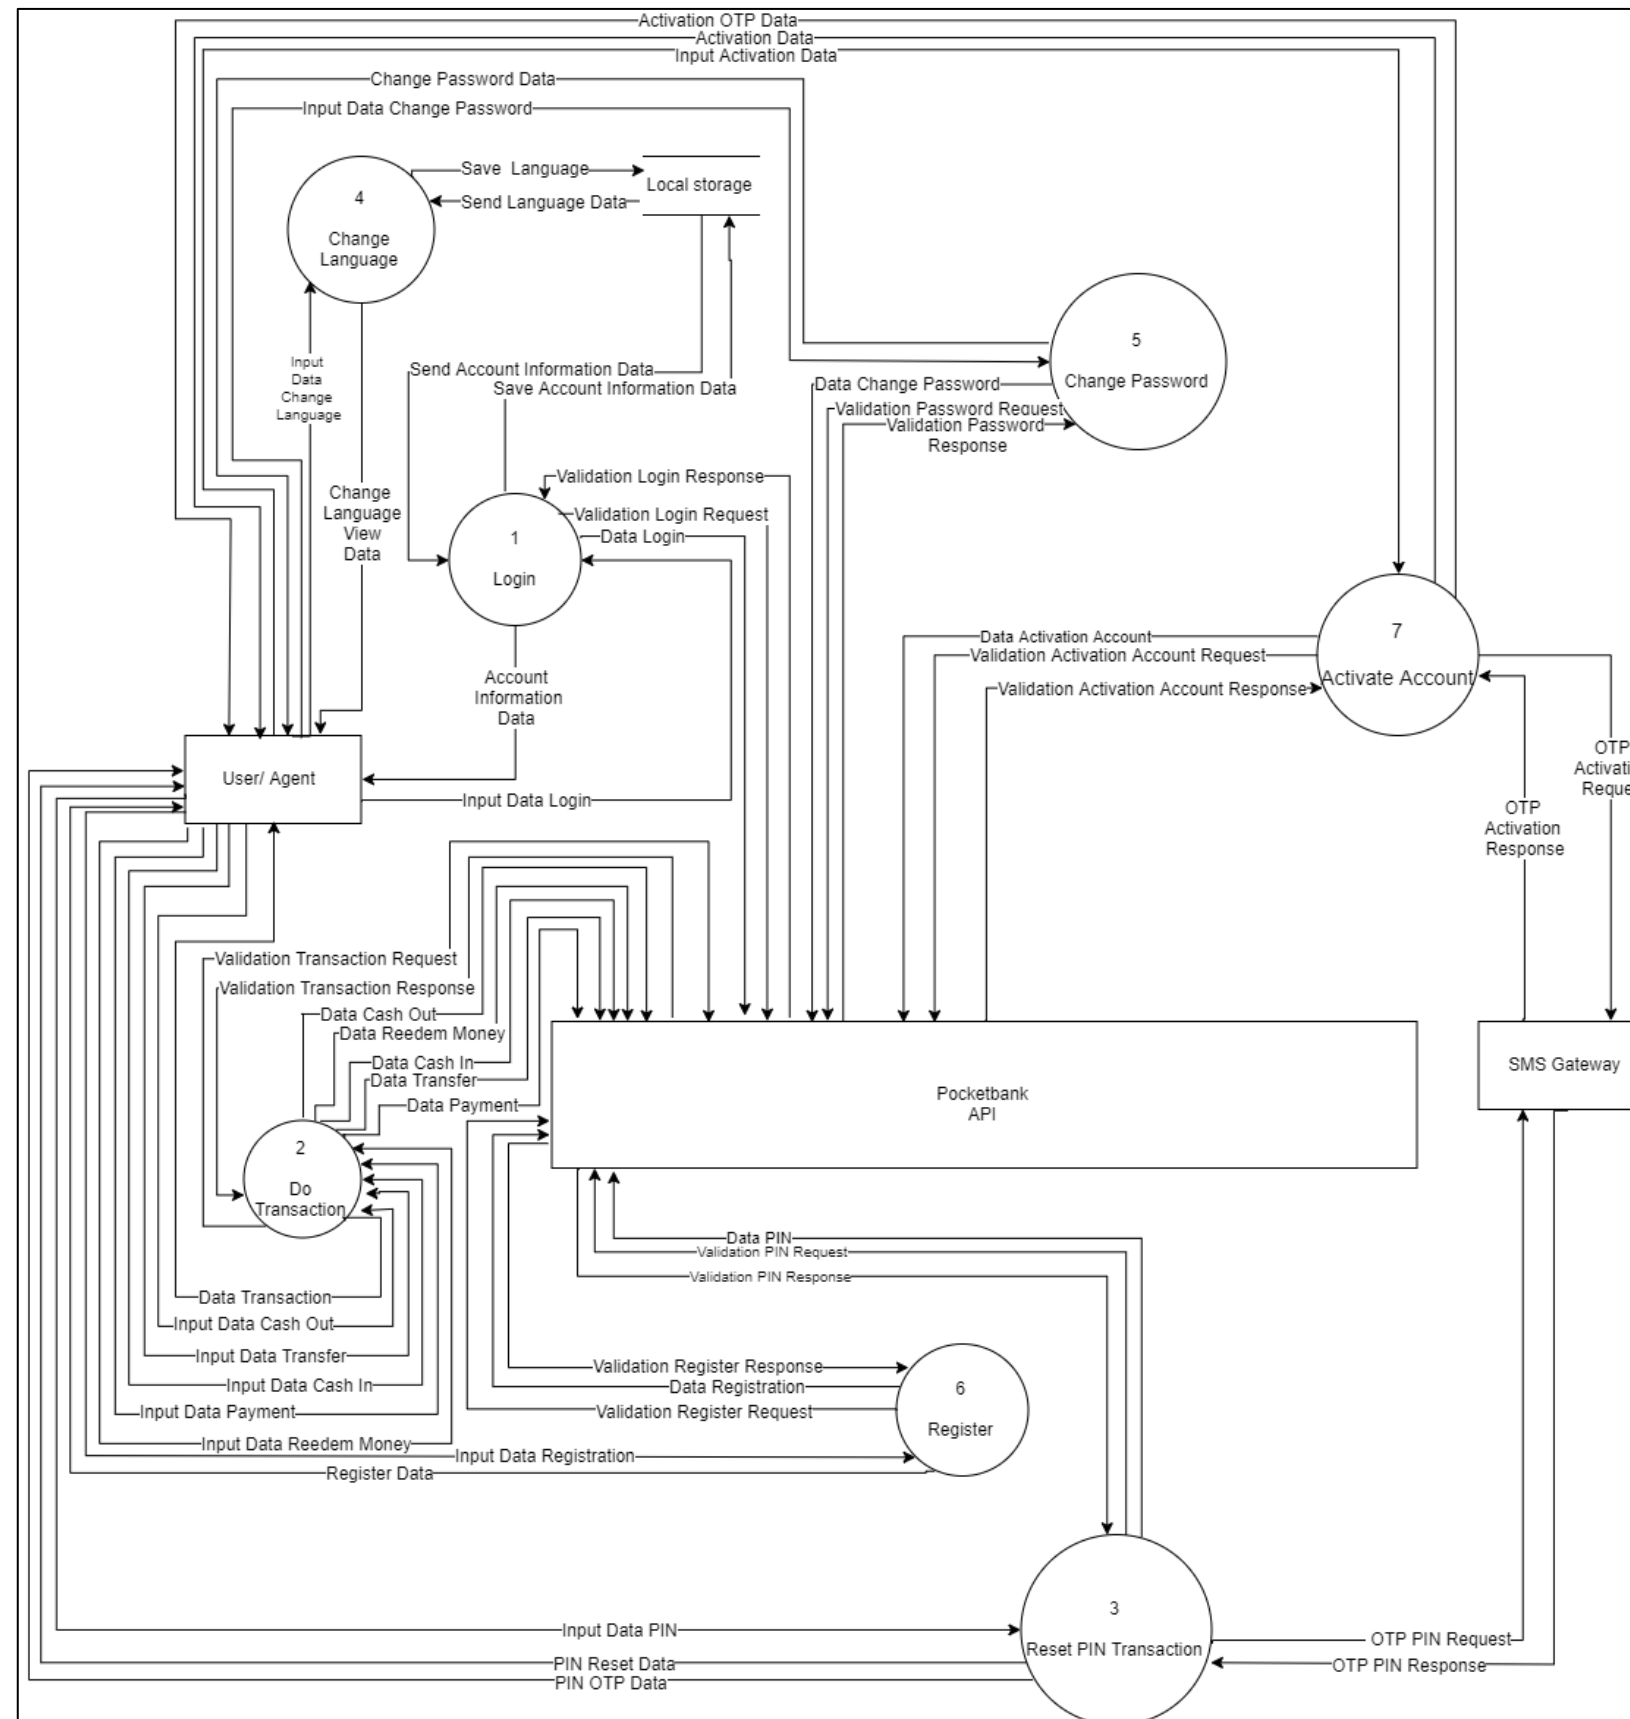 Activation OTP Data
Activation Data
Input Activation Data
Change Password Data
Input Data Change Password
4
Change
Language
Save Language
Send Language Data
Local storage
Input
Data
Change
Language
Change
Language
View
Data
Send Account Information Data
Save Account Information Data
5
Change Password
Data Change Password
Validation Password Request
Validation Password
Response
Validation Login Response
Validation Login Request
Data Login
1
Login
Account
Information
Data
7
Activate Account
Data Activation Account
Validation Activation Account Request
Validation Activation Account Response
User/ Agent
Input Data Login
OTP
Activati
Reque
OTP
Activation
Response
Validation Transaction Request
Validation Transaction Response
Data Cash Out
Data Reedem Money
Data Cash In
Data Transfer
Data Payment
2
Do
Transaction
Pocketbank
API
SMS Gateway
Data Transaction
Input Data Cash Out
Input Data Transfer
Input Data Cash In
Input Data Payment
Input Data Reedem Money
Input Data Registration
Register Data
Data PIN
Validation PIN Request
Validation PIN Response
Validation Register Response
Data Registration
Validation Register Request
6
Register
3
Reset PIN Transaction
Input Data PIN
PIN Reset Data
PIN OTP Data
OTP PIN Request
OTP PIN Response